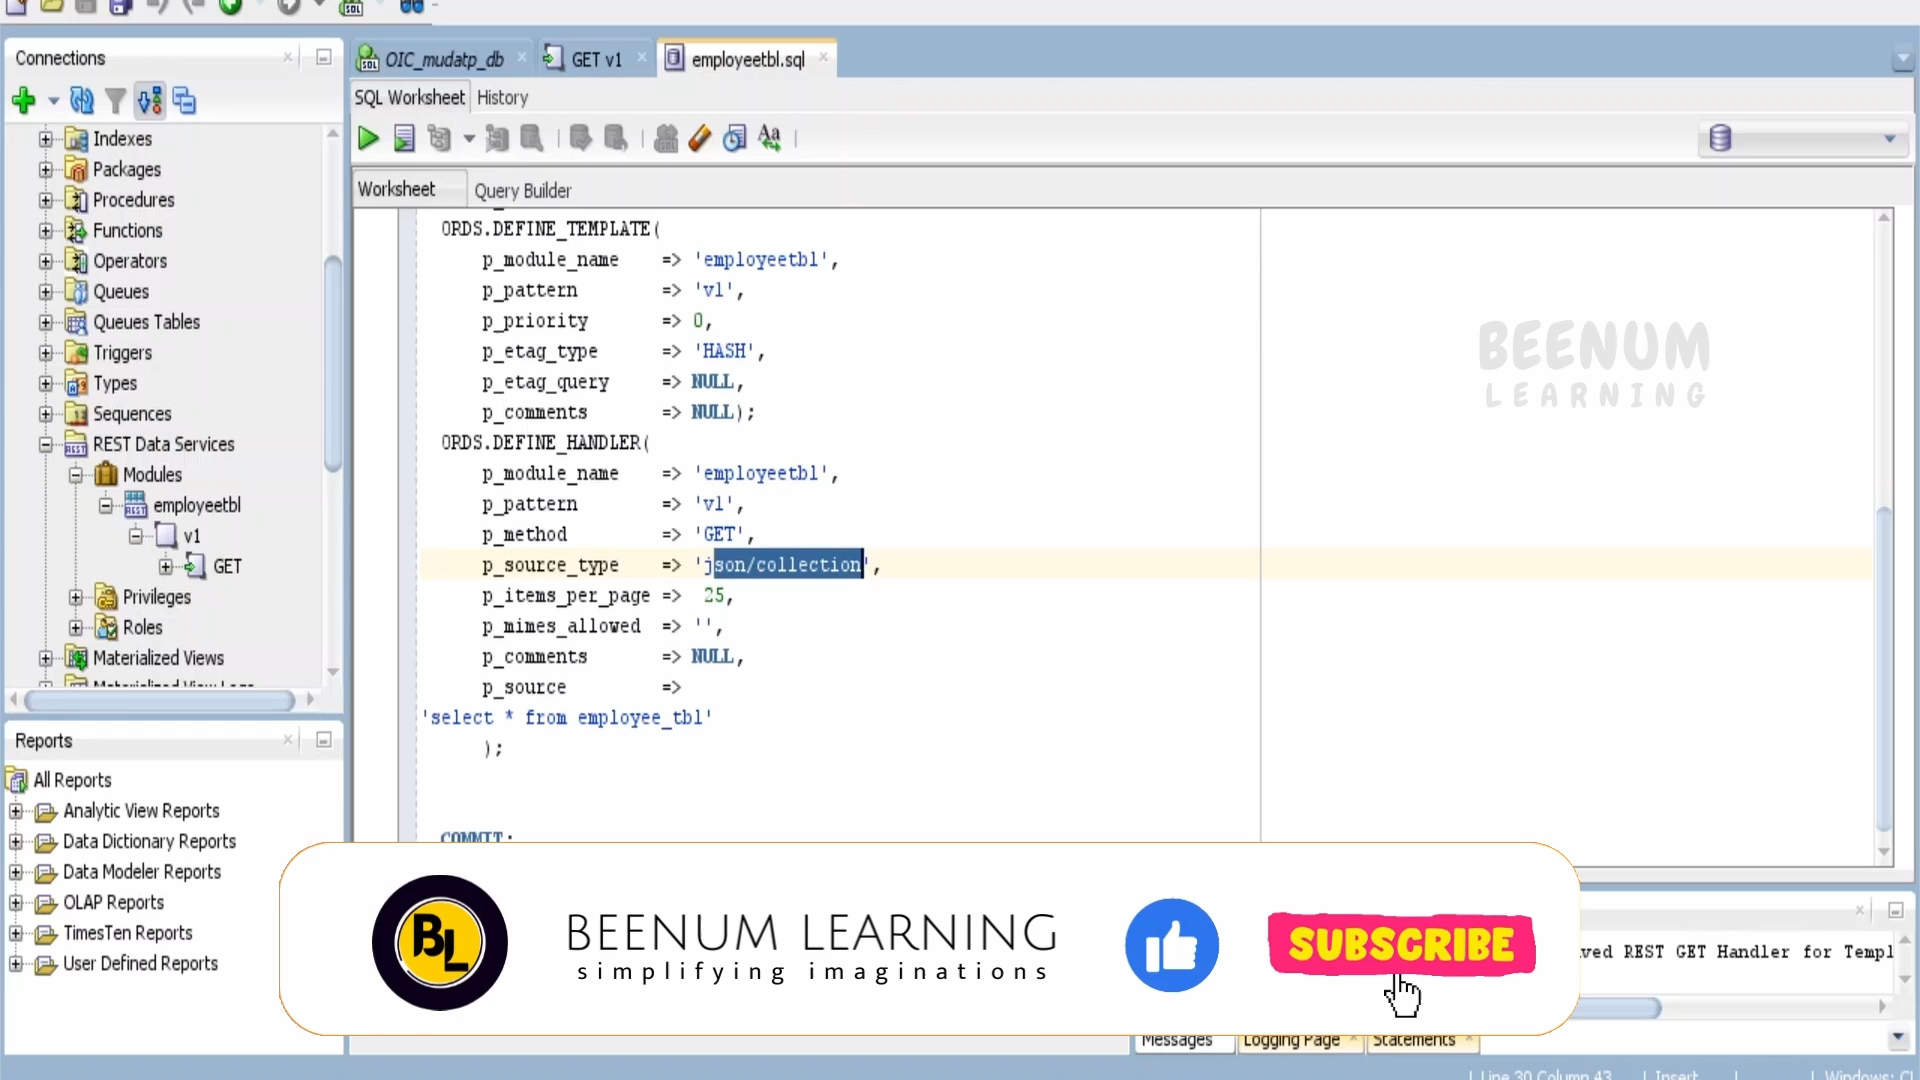 Connections
OIC_mudatp_db
GET v1
employeetbl.sql
SQL Worksheet
History
Worksheet
Query Builder
Indexes
Packages
Procedures
Functions
Operators
Queues
Queues Tables
Triggers
Types
Sequences
REST Data Services
Modules
employeetbl
v1
GET
Privileges
Roles
Materialized Views
ORDS.DEFINE_TEMPLATE(
p_module_name => 'employeetbl',
p_pattern => 'v1',
p_priority => 0,
p_etag_type => 'HASH',
p_etag_query => NULL,
p_comments => NULL);
ORDS.DEFINE_HANDLER(
p_module_name => 'employeetbl',
p_pattern => 'v1',
p_method => 'GET',
p_source_type => 'json/collection',
p_items_per_page => 25,
p_mimes_allowed => '',
p_comments => NULL,
p_source =>
'select * from employee_tbl'
);
COMMIT;
BEENUM
LEARNING
Reports
All Reports
Analytic View Reports
Data Dictionary Reports
Data Modeler Reports
OLAP Reports
TimesTen Reports
User Defined Reports
BL
BEENUM LEARNING
simplifying imaginations
SUBSCRIBE
REST GET Handler for Templ
Messages
Logging Page
Statements
Line 30 Column 43
Insert